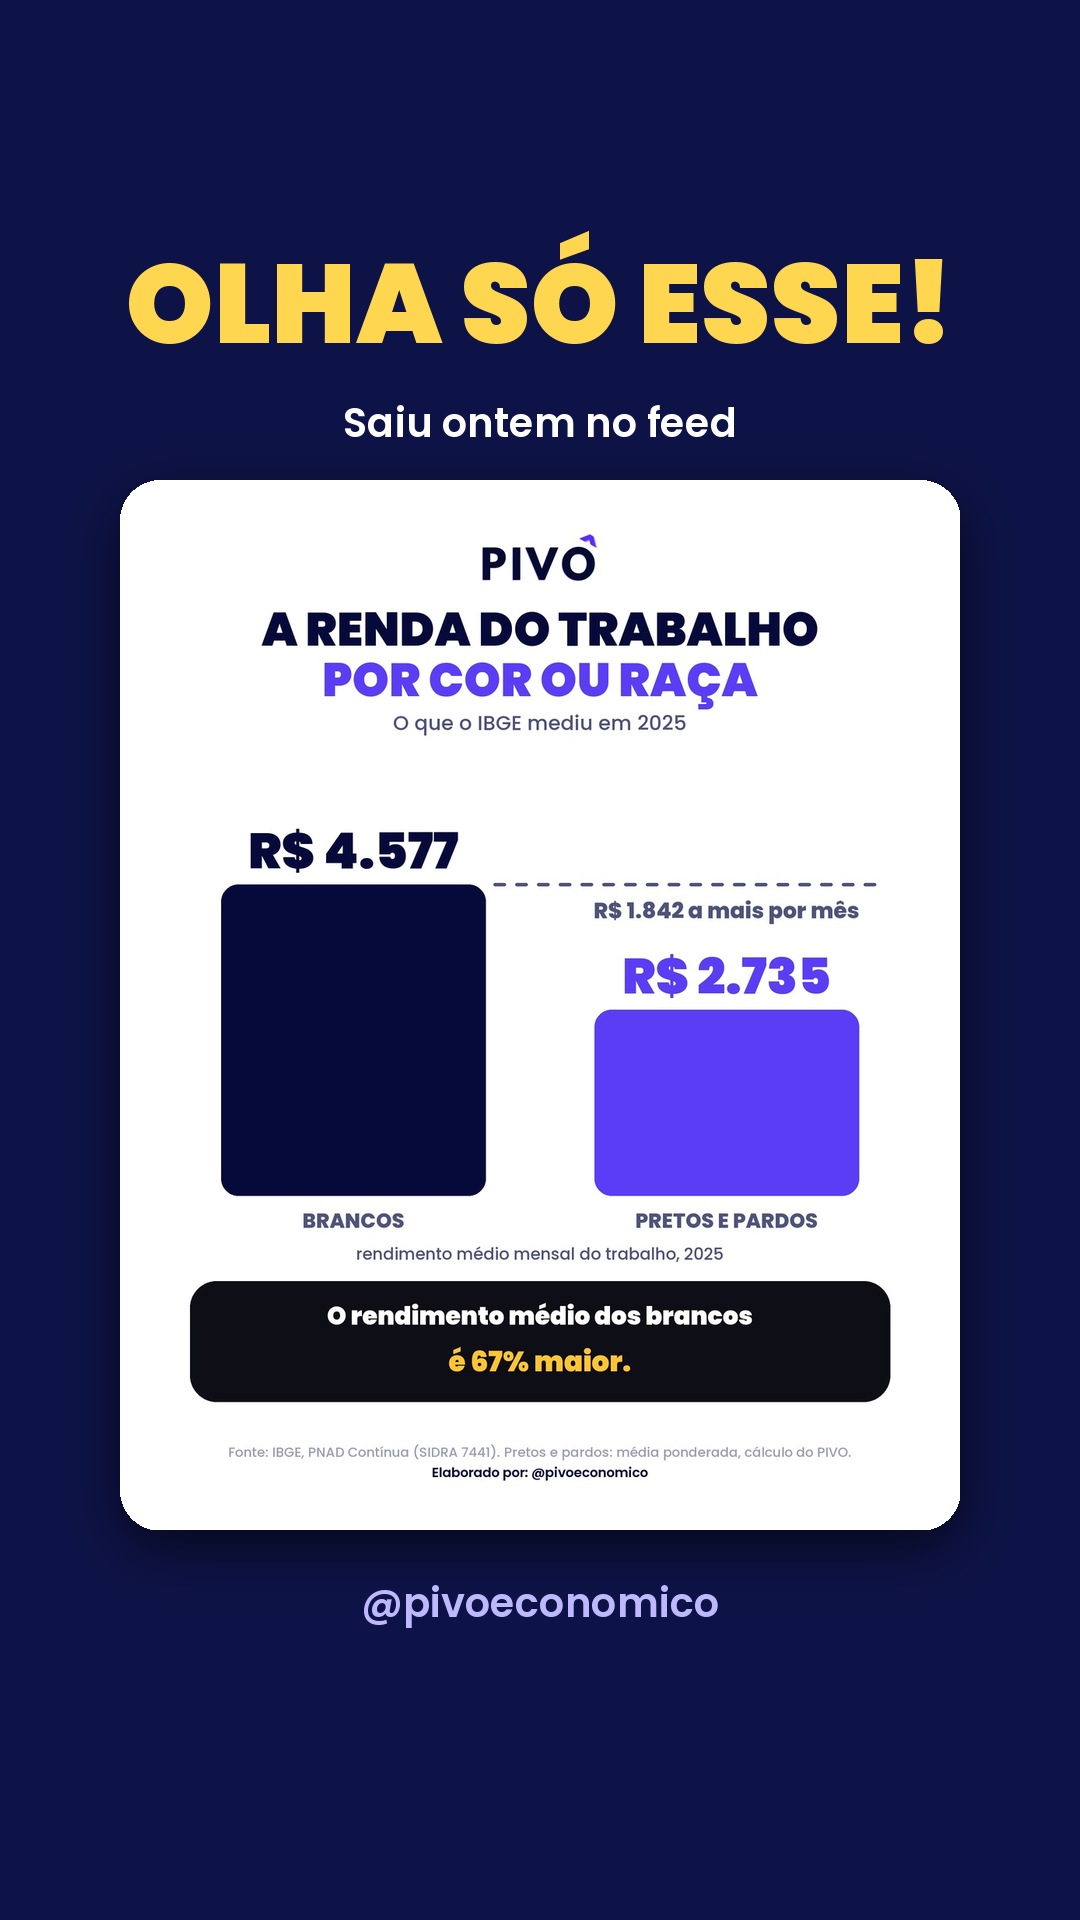 OLHA SÓ ESSE!
Saiu ontem no feed
PIVÔ
A RENDA DO TRABALHO
POR COR OU RAÇA
O que o IBGE mediu em 2025
R$ 4.577
R$ 1.842 a mais por mês
R$ 2.735
BRANCOS
PRETOS E PARDOS
rendimento médio mensal do trabalho, 2025
O rendimento médio dos brancos
é 67% maior.
Fonte: IBGE, PNAD Contínua (SIDRA 7441). Pretos e pardos: média ponderada, cálculo do PIVO.
Elaborado por: @pivoeconomico
@pivoeconomico